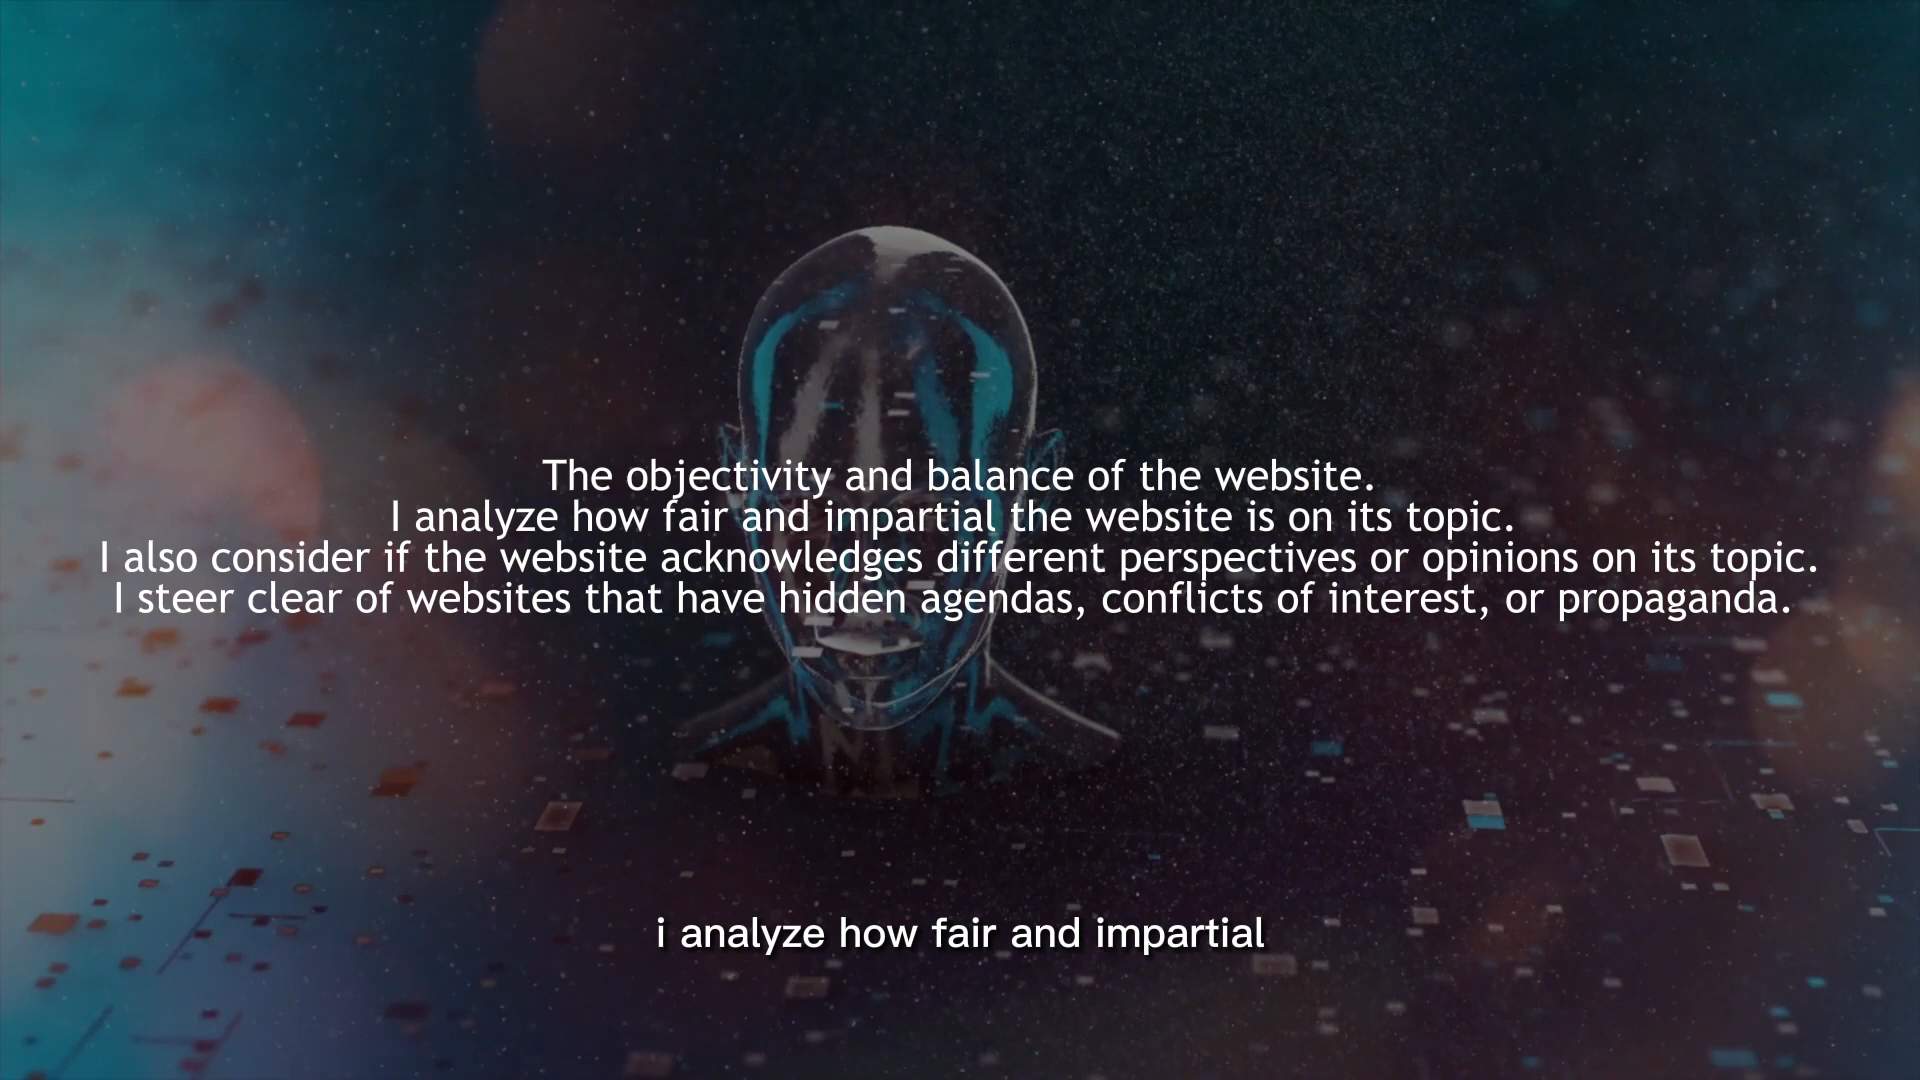 The objectivity and balance of the website.
I analyze how fair and impartial the website is on its topic.
I also consider if the website acknowledges different perspectives or opinions on its topic.
I steer clear of websites that have hidden agendas, conflicts of interest, or propaganda.
i analyze how fair and impartial